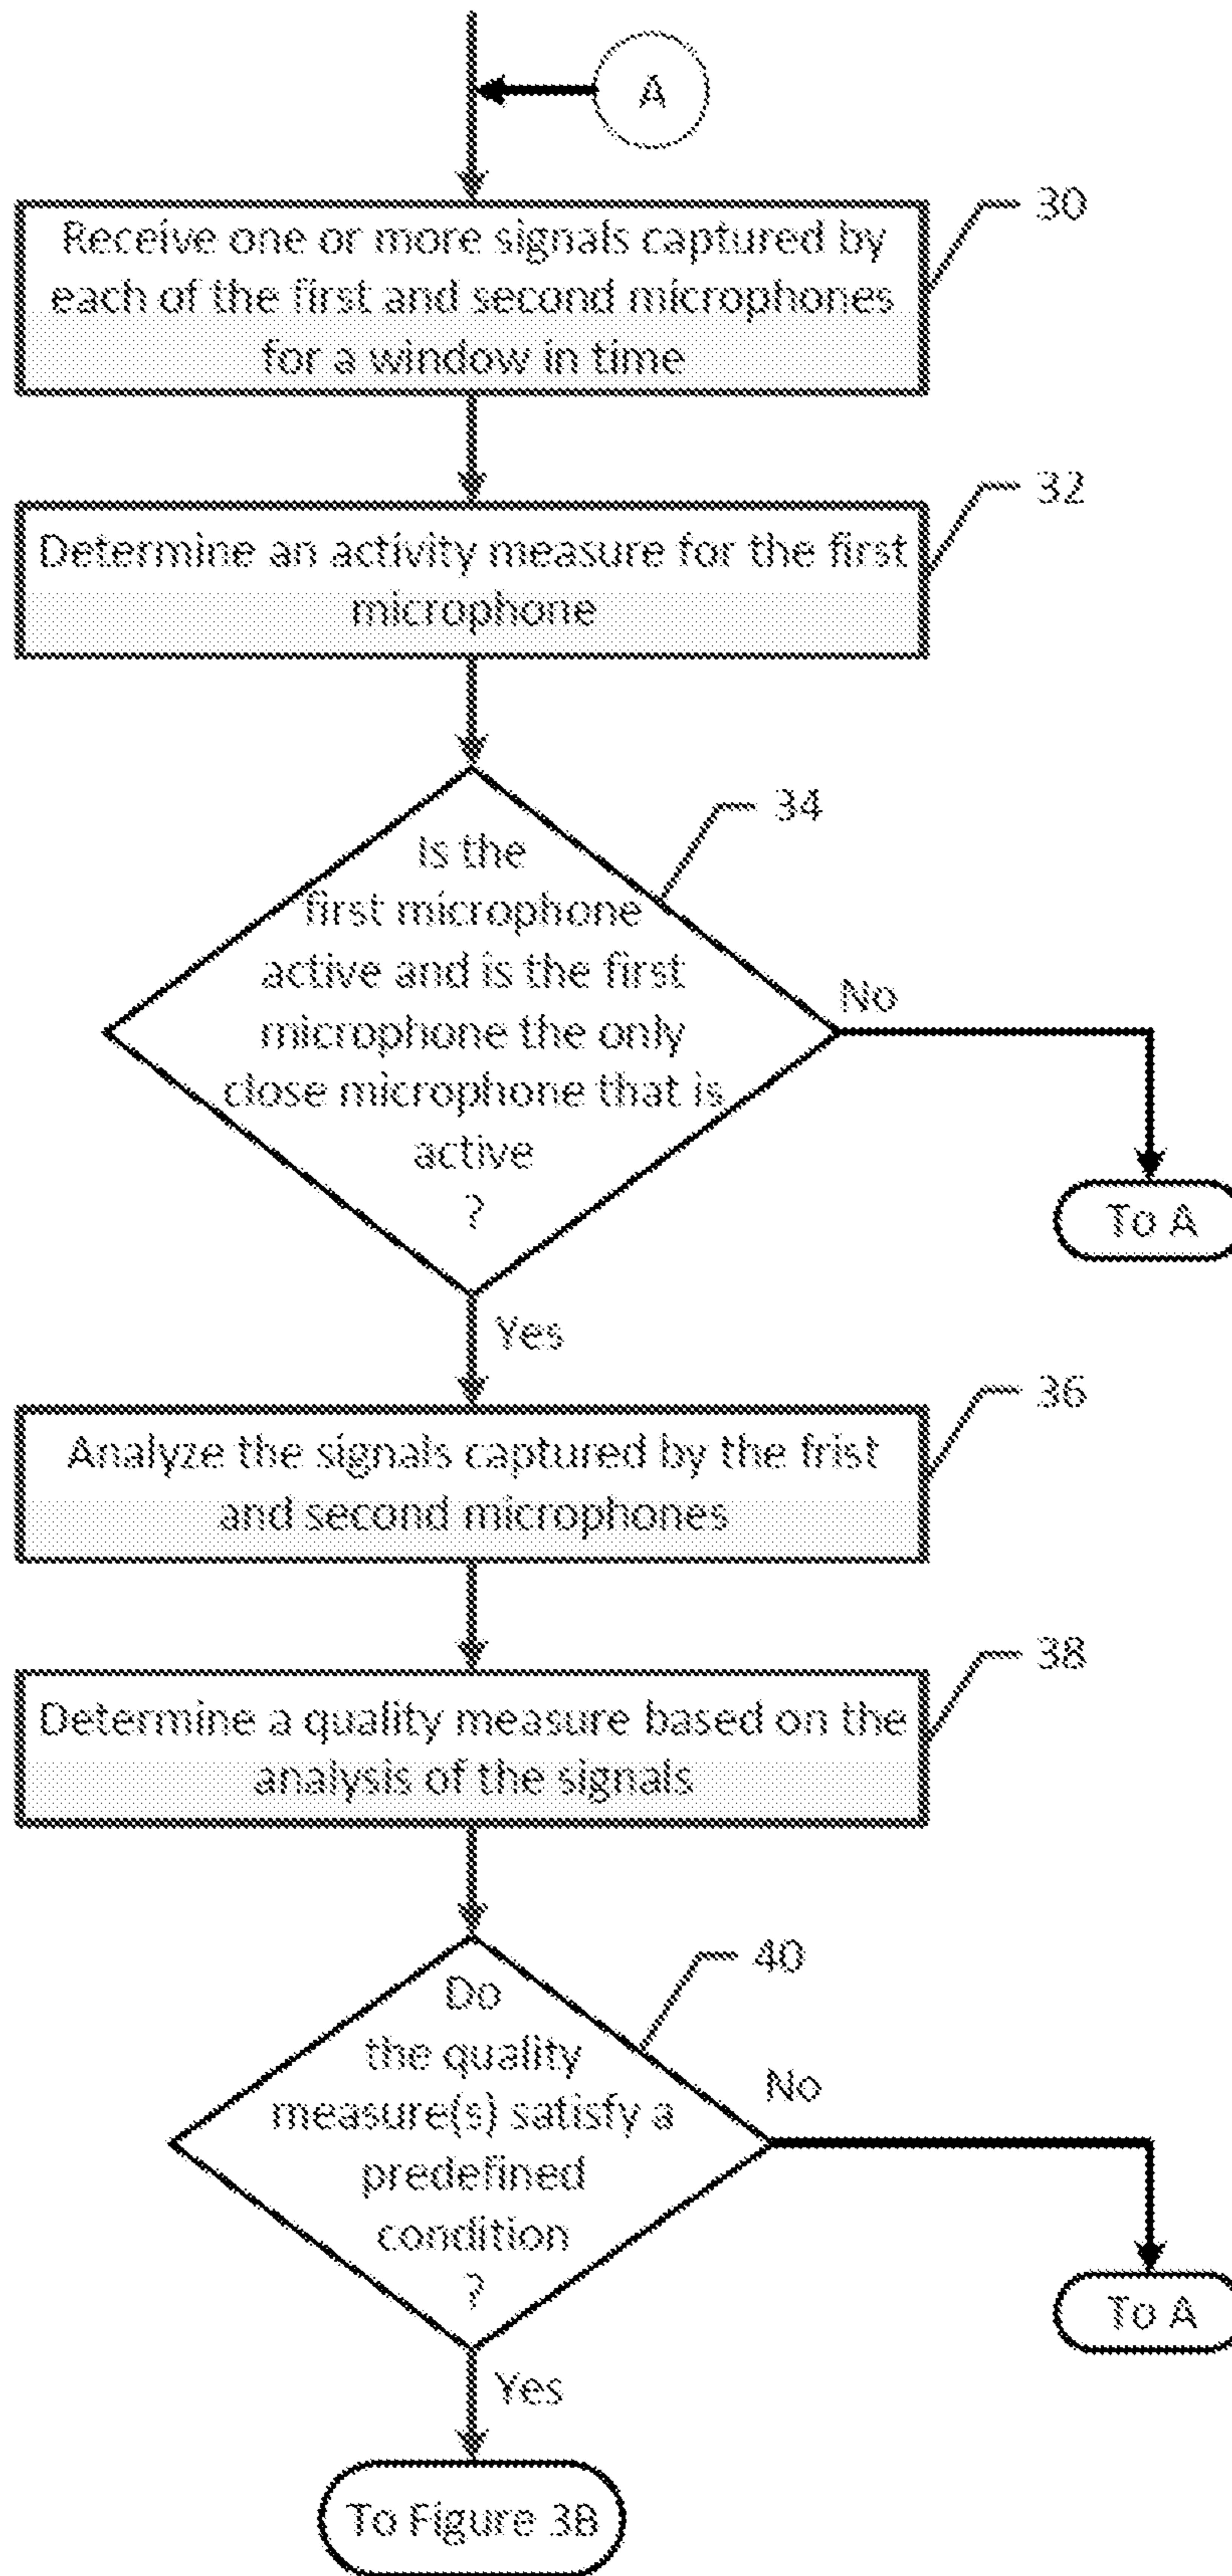 A
30
Receive one or more signals captured by
each of the first and second microphones
for a window in time
32
Determine an activity measure for the first
microphone
34
Is the
first microphone
active and is the first
microphone the only
close microphone that is
active
?
No
To A
Yes
36
Analyze the signals captured by the frist
and second microphones
38
Determine a quality measure based on the
analysis of the signals
40
Do
the quality
measure(s) satisfy a
predefined
condition
?
No
To A
Yes
To Figure 3B